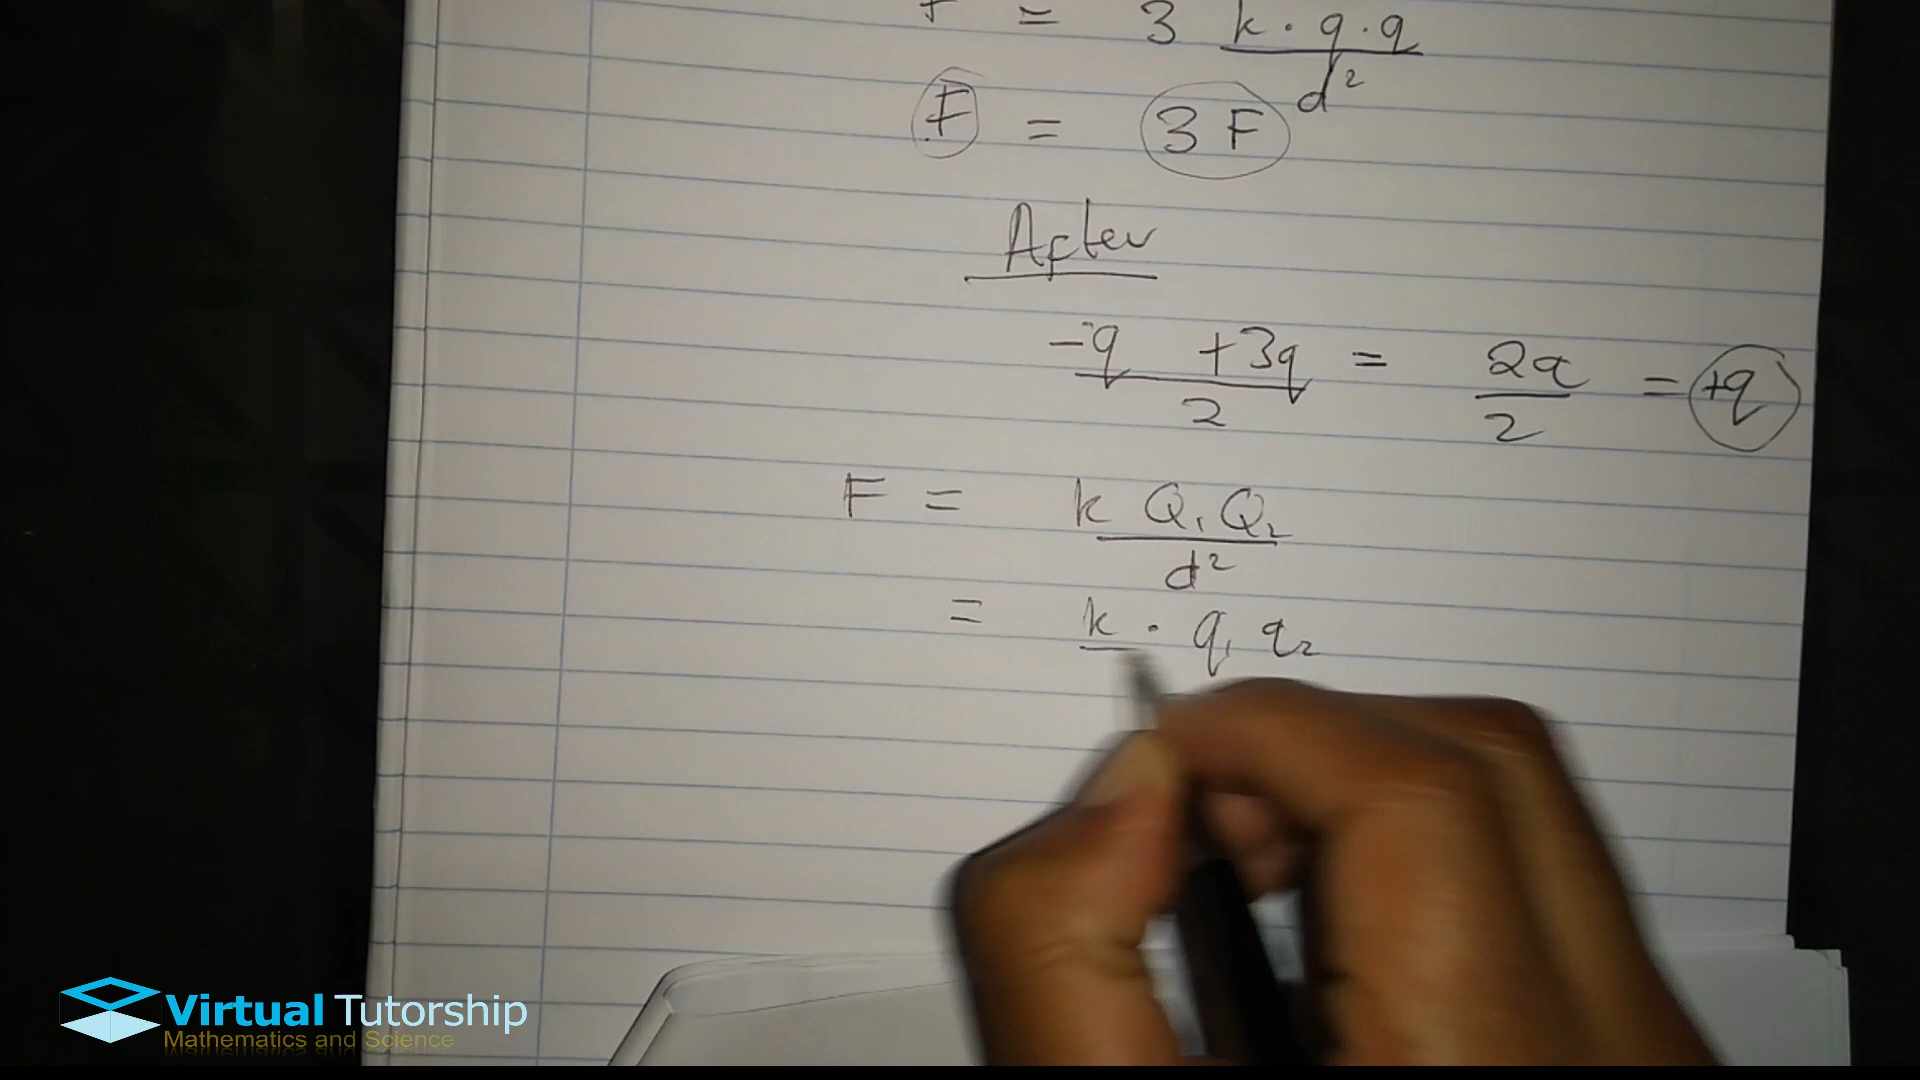 F = 3 k · q · q / d²
F = 3F
After
-q +3q / 2 = 2q / 2 = +q
F = k Q₁ Q₂ / d²
= k · q₁ q₂
Virtual Tutorship
Mathematics and Science